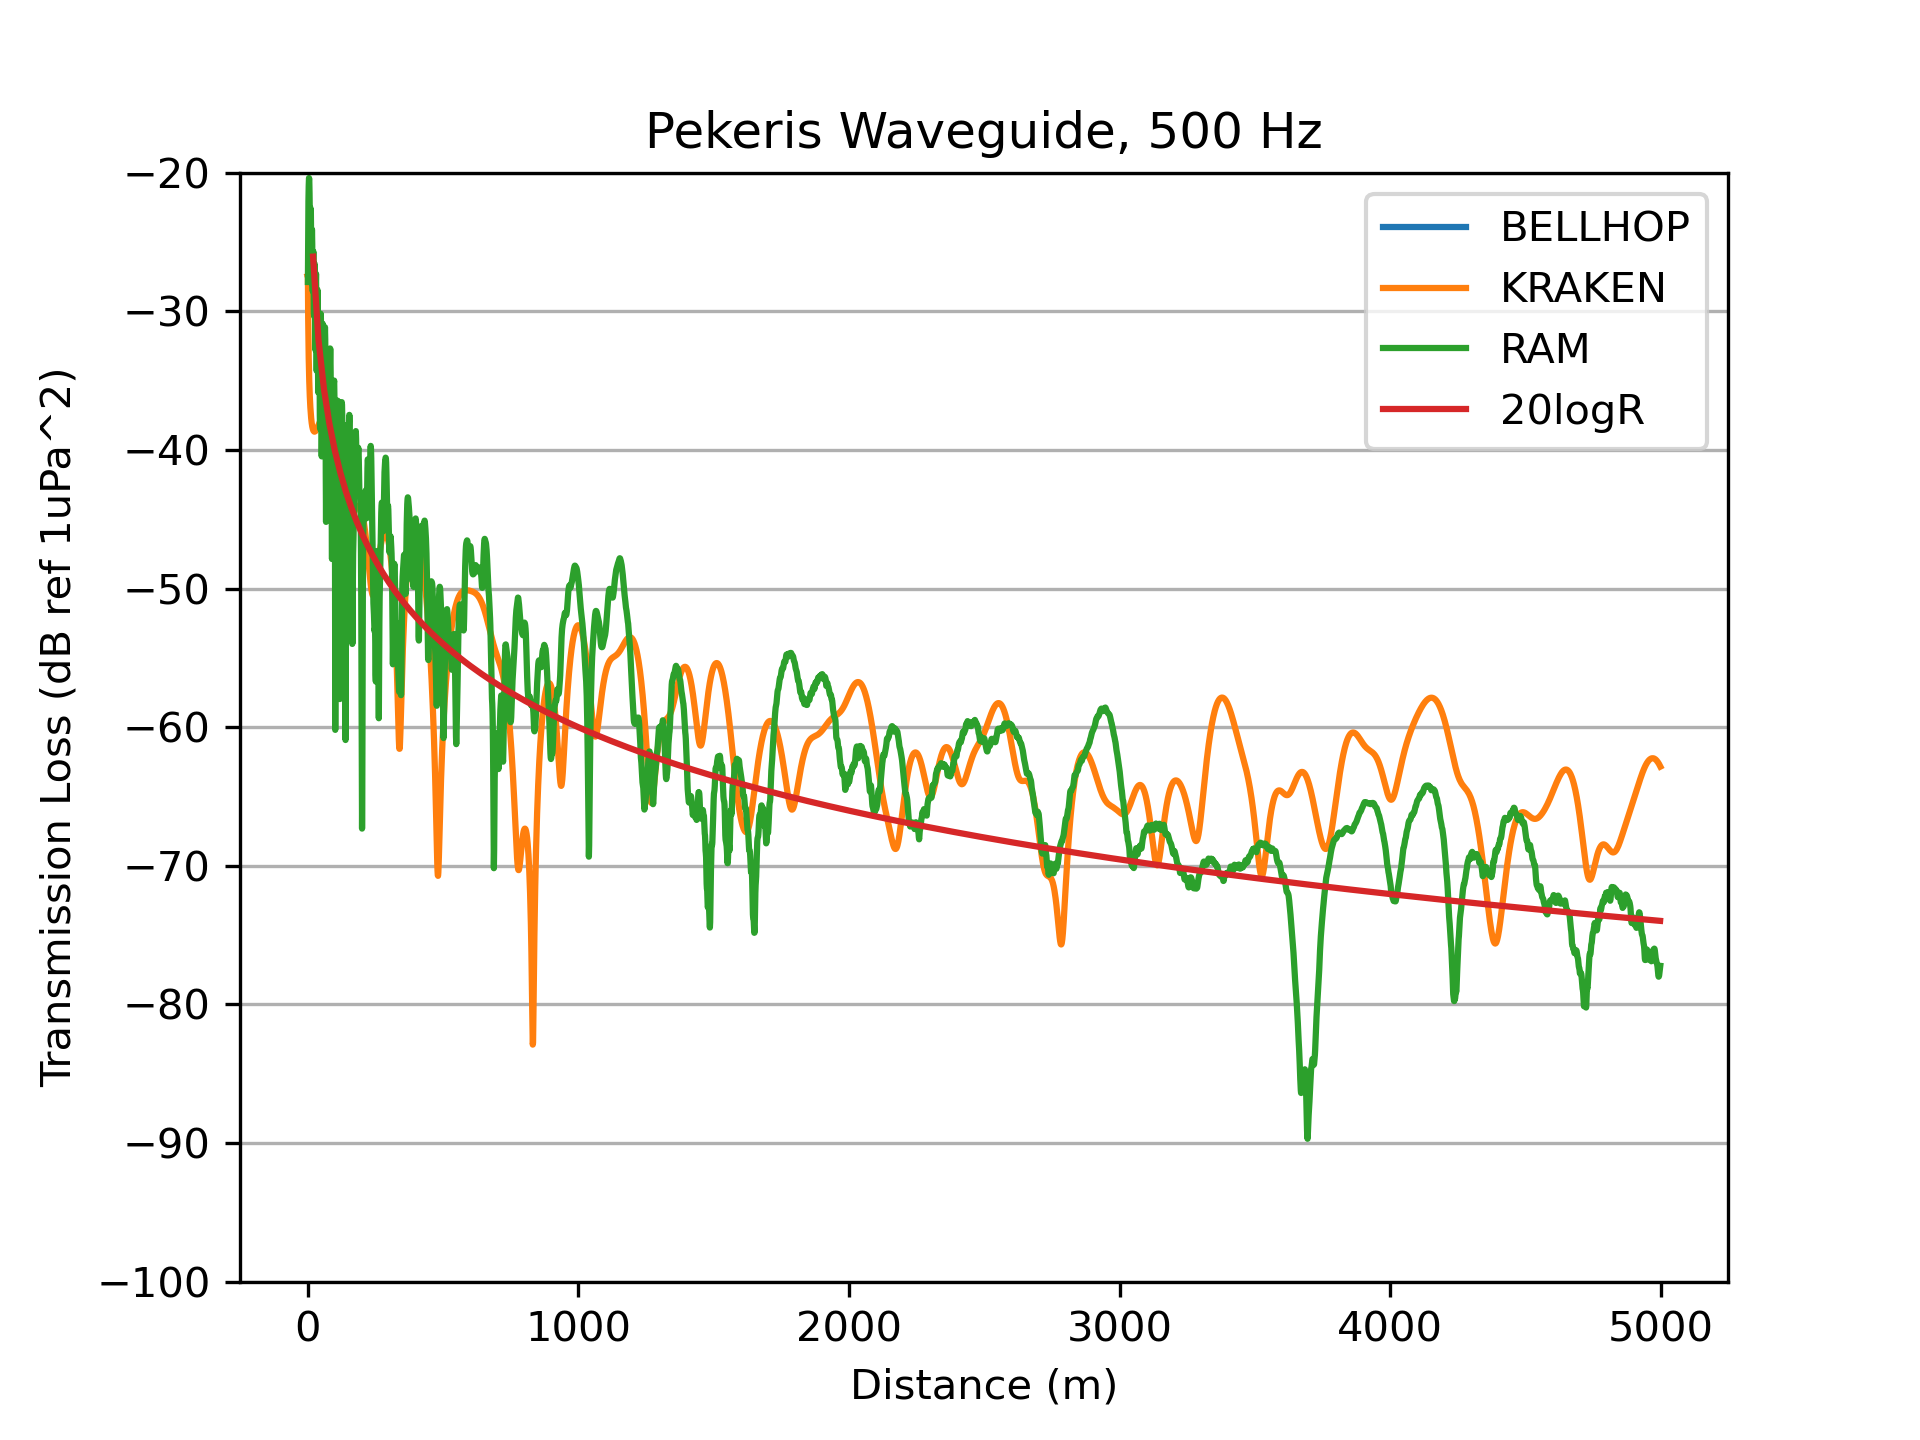 Pekeris Waveguide, 500 Hz
Transmission Loss (dB ref 1uPa^2)
−20
−30
−40
−50
−60
−70
−80
−90
−100
BELLHOP
KRAKEN
RAM
20logR
0 1000 2000 3000 4000 5000
Distance (m)